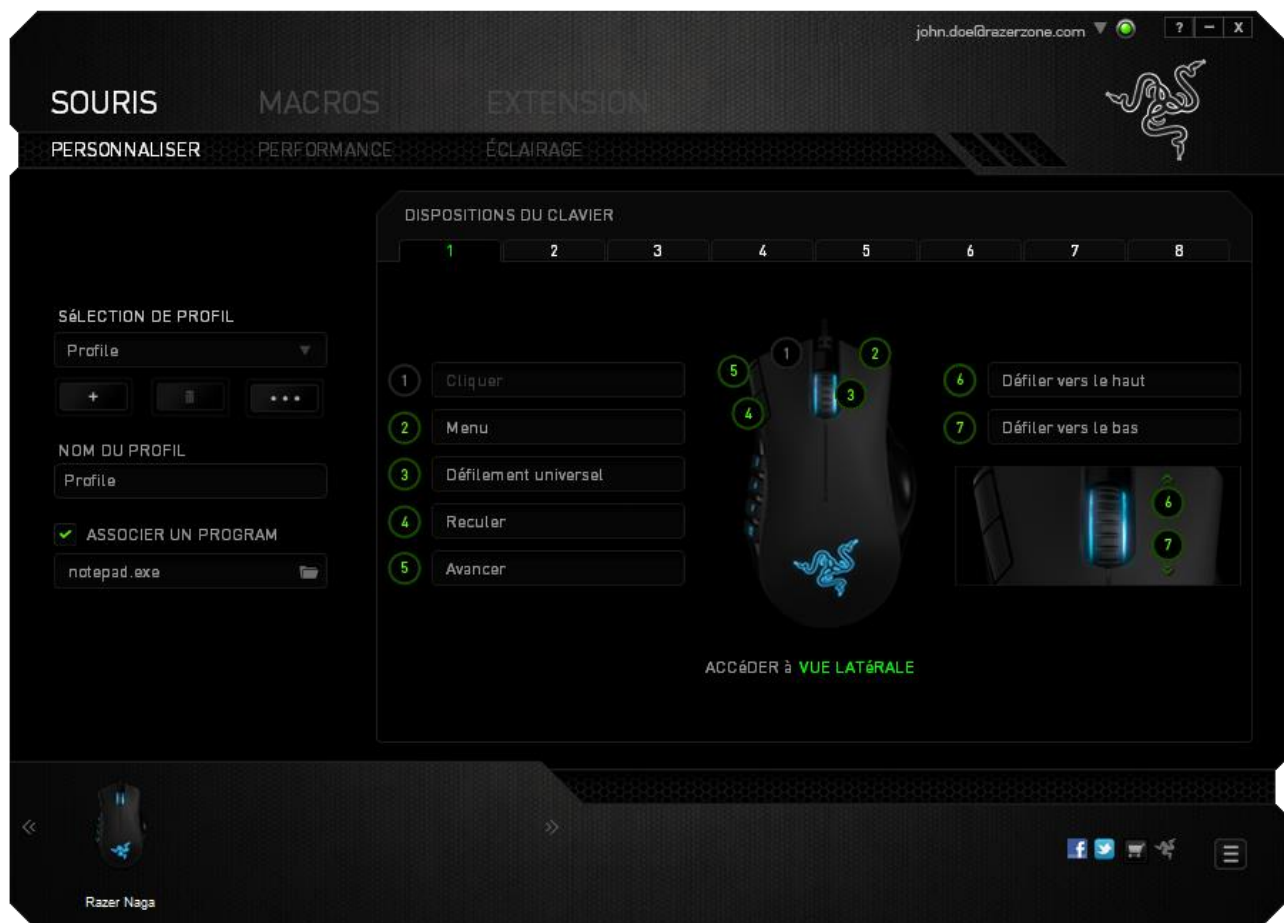 john.doe@razerzone.com
? – X
SOURIS MACROS EXTENSION
PERSONNALISER PERFORMANCE ÉCLAIRAGE
DISPOSITIONS DU CLAVIER
1 2 3 4 5 6 7 8
SéLECTION DE PROFIL
Profile
+
•••
NOM DU PROFIL
Profile
ASSOCIER UN PROGRAM
notepad.exe
1 Cliquer
2 Menu
3 Défilement universel
4 Reculer
5 Avancer
1
2
3
4
5
6 Défiler vers le haut
7 Défiler vers le bas
6
7
ACCéDER à VUE LATéRALE
Razer Naga